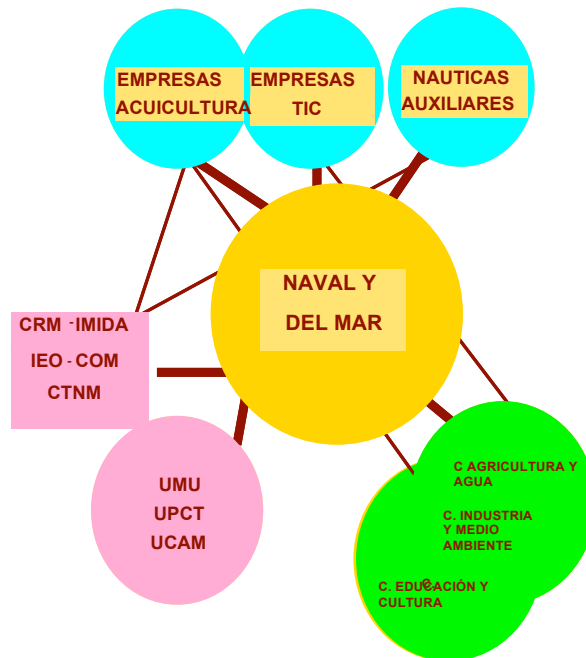 EMPRESAS
ACUICULTURA
EMPRESAS
TIC
NAUTICAS
AUXILIARES
NAVAL Y
DEL MAR
CRM -IMIDA
IEO - COM
CTNM
UMU
UPCT
UCAM
C AGRICULTURA Y
AGUA
C. INDUSTRIA
Y MEDIO
AMBIENTE
C.
C. EDUCACIÓN Y
CULTURA